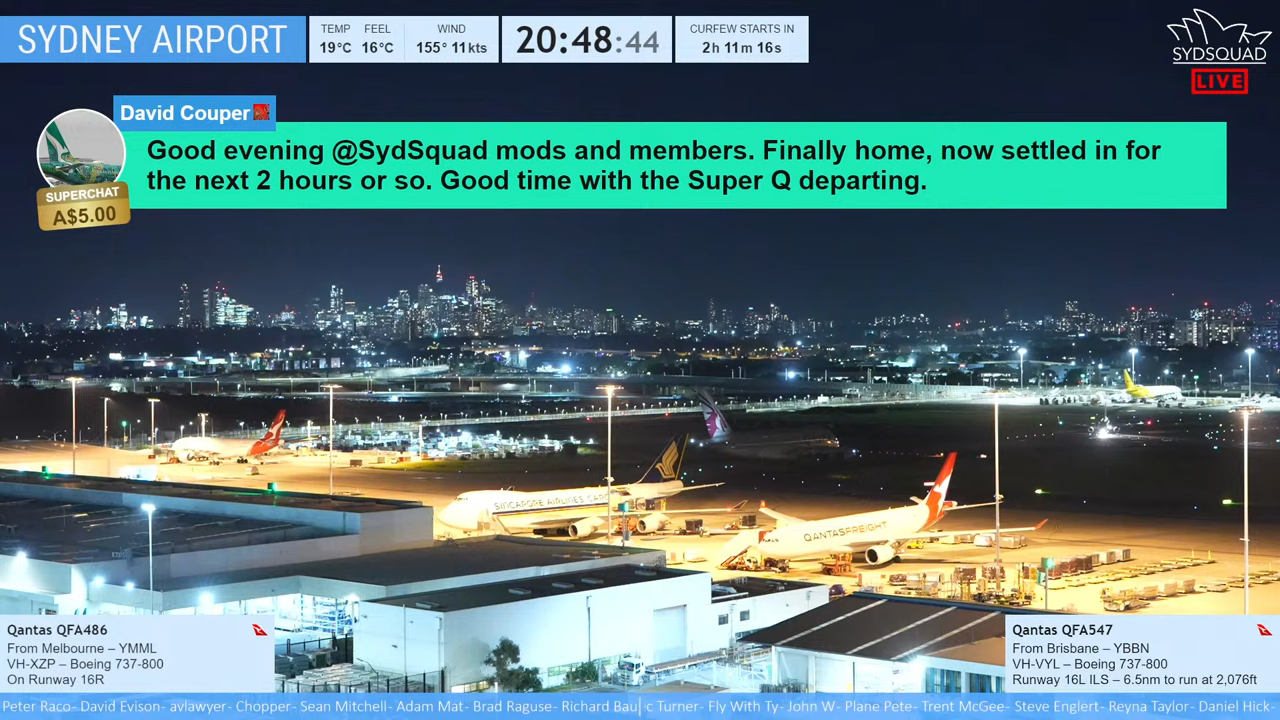 SYDNEY AIRPORT
TEMP FEEL WIND
19°C 16°C 155° 11kts
20:48:44
CURFEW STARTS IN
2h 11m 16s
SYDSQUAD
LIVE
David Couper
Good evening @SydSquad mods and members. Finally home, now settled in for
the next 2 hours or so. Good time with the Super Q departing.
SUPERCHAT
A$5.00
SINGAPORE AIRLINES CARGO
QANTASFREIGHT
Qantas QFA486
From Melbourne – YMML
VH-XZP – Boeing 737-800
On Runway 16R
Qantas QFA547
From Brisbane – YBBN
VH-VYL – Boeing 737-800
Runway 16L ILS – 6.5nm to run at 2,076ft
Peter Raco- David Evison- avlawyer- Chopper- Sean Mitchell- Adam Mat- Brad Raguse- Richard Bau c Turner- Fly With Ty- John W- Plane Pete- Trent McGee- Steve Englert- Reyna Taylor- Daniel Hick-